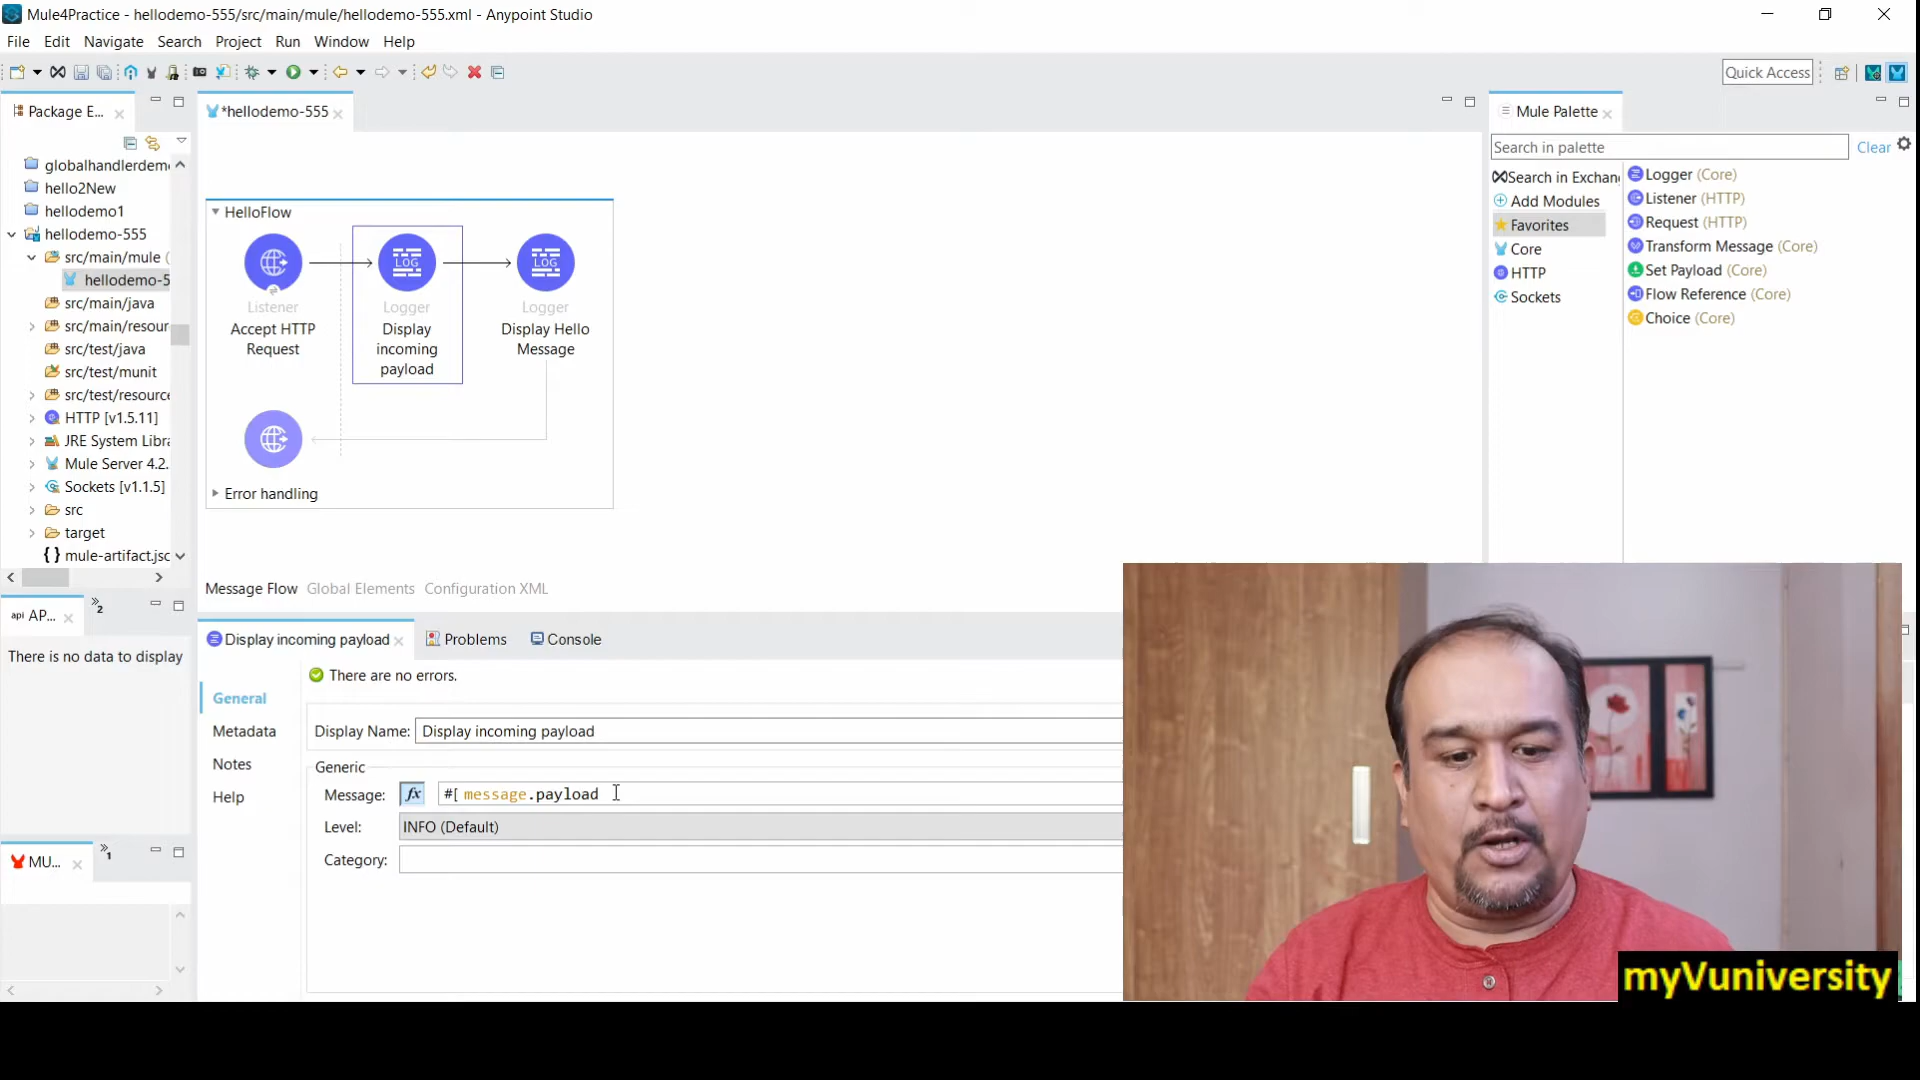 Mule4Practice - hellodemo-555/src/main/mule/hellodemo-555.xml - Anypoint Studio
File Edit Navigate Search Project Run Window Help
Quick Access
Package E...
globalhandlerdem
hello2New
hellodemo1
hellodemo-555
src/main/mule (
hellodemo-5
src/main/java
src/main/resour
src/test/java
src/test/munit
src/test/resource
HTTP [v1.5.11]
JRE System Libra
Mule Server 4.2.
Sockets [v1.1.5]
src
target
mule-artifact.jsc
*hellodemo-555
HelloFlow
Listener
Accept HTTP
Request
Logger
Display
incoming
payload
Logger
Display Hello
Message
LOG
LOG
Error handling
Message Flow Global Elements Configuration XML
Mule Palette
Search in palette
Clear
Search in Exchan
Add Modules
Favorites
Core
HTTP
Sockets
Logger (Core)
Listener (HTTP)
Request (HTTP)
Transform Message (Core)
Set Payload (Core)
Flow Reference (Core)
Choice (Core)
api AP...
2
There is no data to display
MU...
1
Display incoming payload Problems Console
There are no errors.
General
Metadata
Notes
Help
Display Name: Display incoming payload
Generic
Message: fx #[ message.payload
Level: INFO (Default)
Category:
myVuniversity